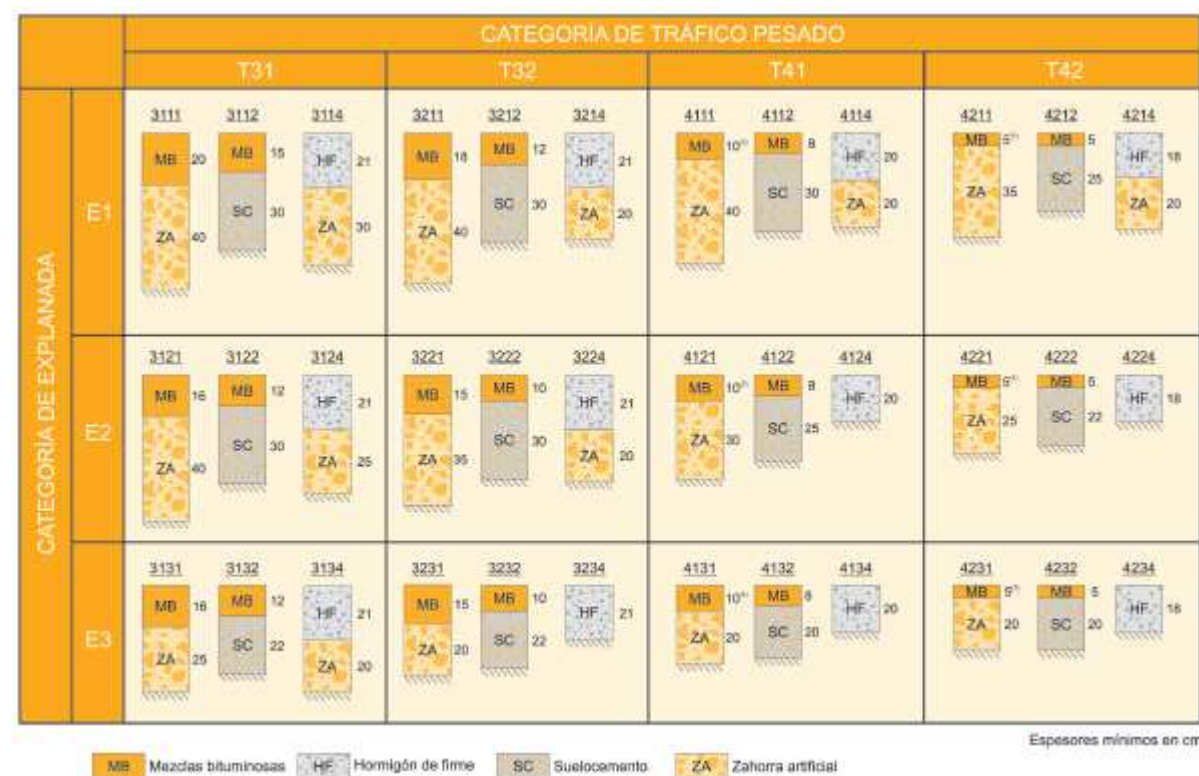 CATEGORÍA DE TRÁFICO PESADO
T31 T32 T41 T42
CATEGORÍA DE EXPLANADA
E1
3111 3112 3114 3211 3212 3214 4111 4112 4114 4211 4212 4214
MB 20 MB 15 HF 21 MB 18 MB 12 HF 21 MB 10 MB 8 HF 20 MB 5 MB 5 HF 18
ZA 40 SC 30 ZA 30 ZA 40 SC 30 ZA 20 ZA 40 SC 30 ZA 20 ZA 35 SC 25 ZA 20
E2
3121 3122 3124 3221 3222 3224 4121 4122 4124 4221 4222 4224
MB 16 MB 12 HF 21 MB 15 MB 10 HF 21 MB 10 MB 8 HF 20 MB 5 MB 5 HF 18
ZA 40 SC 30 ZA 25 ZA 35 SC 30 ZA 20 ZA 30 SC 25 ZA 25 SC 22
E3
3131 3132 3134 3231 3232 3234 4131 4132 4134 4231 4232 4234
MB 16 MB 12 HF 21 MB 15 MB 10 HF 21 MB 10 MB 8 HF 20 MB 5 MB 5 HF 18
ZA 25 SC 22 ZA 20 ZA 20 SC 22 ZA 20 SC 20 ZA 20 SC 20
Espesores mínimos en cm
MB Mezclas bituminosas HF Hormigón de firme SC Suelocemento ZA Zahorra artificial